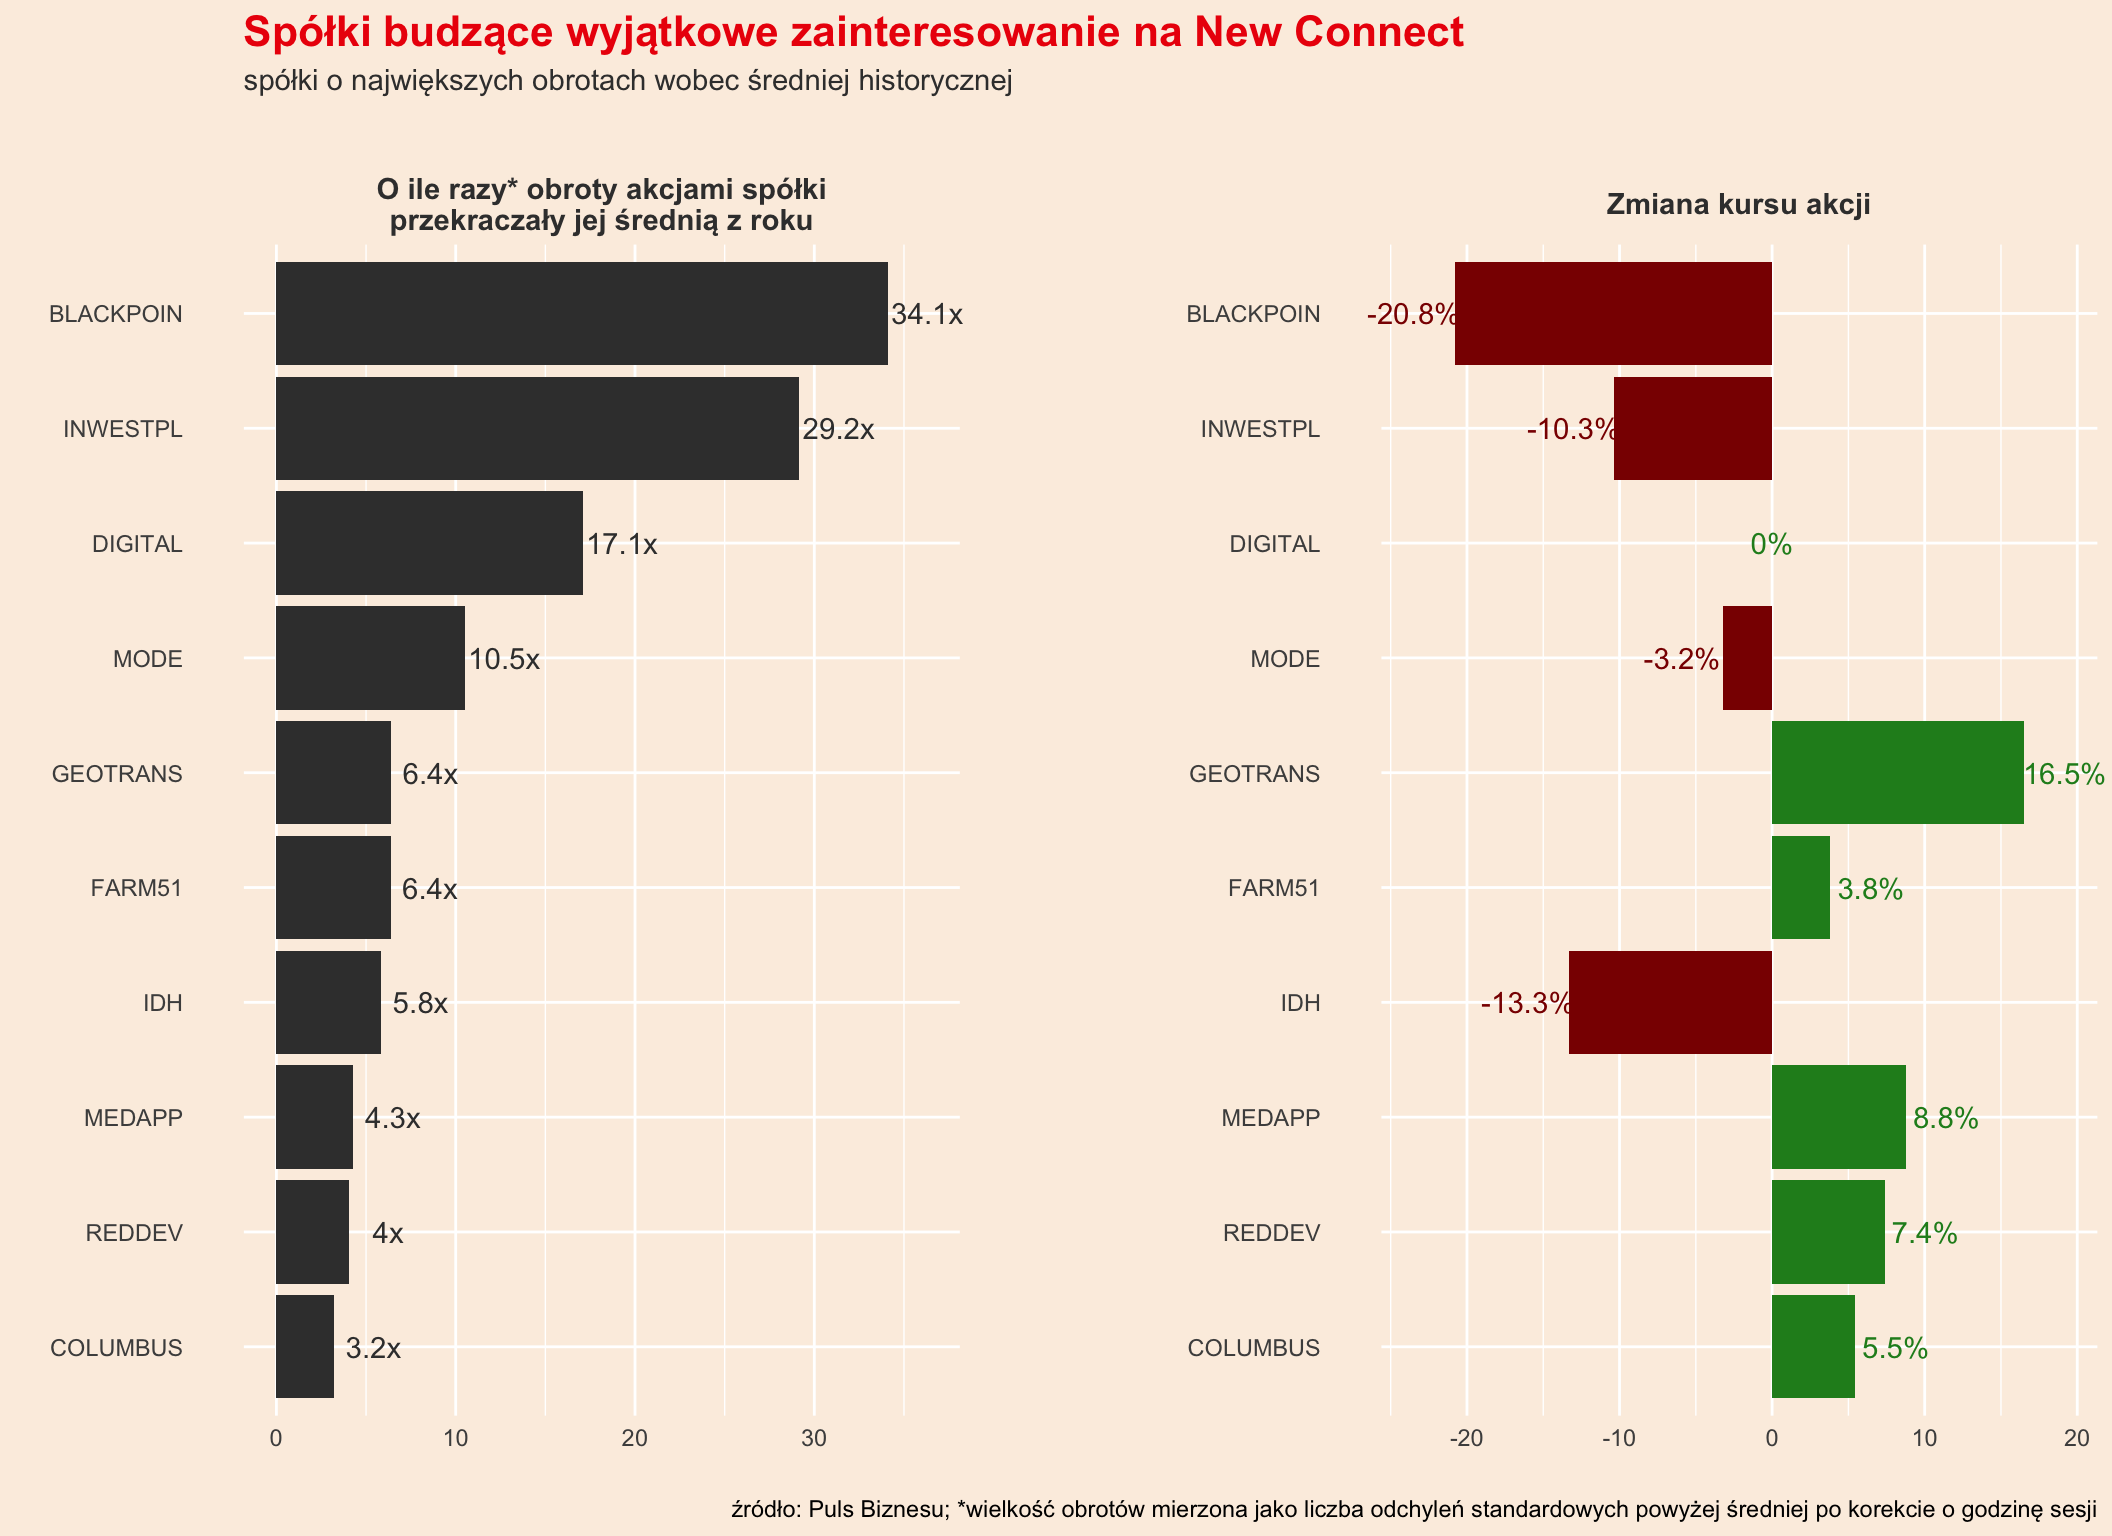 Spółki budzące wyjątkowe zainteresowanie na New Connect
spółki o największych obrotach wobec średniej historycznej
O ile razy* obroty akcjami spółki
przekraczały jej średnią z roku
BLACKPOIN 34.1x
INWESTPL 29.2x
DIGITAL 17.1x
MODE 10.5x
GEOTRANS 6.4x
FARM51 6.4x
IDH 5.8x
MEDAPP 4.3x
REDDEV 4x
COLUMBUS 3.2x
0 10 20 30
Zmiana kursu akcji
BLACKPOIN -20.8%
INWESTPL -10.3%
DIGITAL 0%
MODE -3.2%
GEOTRANS 16.5%
FARM51 3.8%
IDH -13.3%
MEDAPP 8.8%
REDDEV 7.4%
COLUMBUS 5.5%
-20 -10 0 10 20
źródło: Puls Biznesu; *wielkość obrotów mierzona jako liczba odchyleń standardowych powyżej średniej po korekcie o godzinę sesji